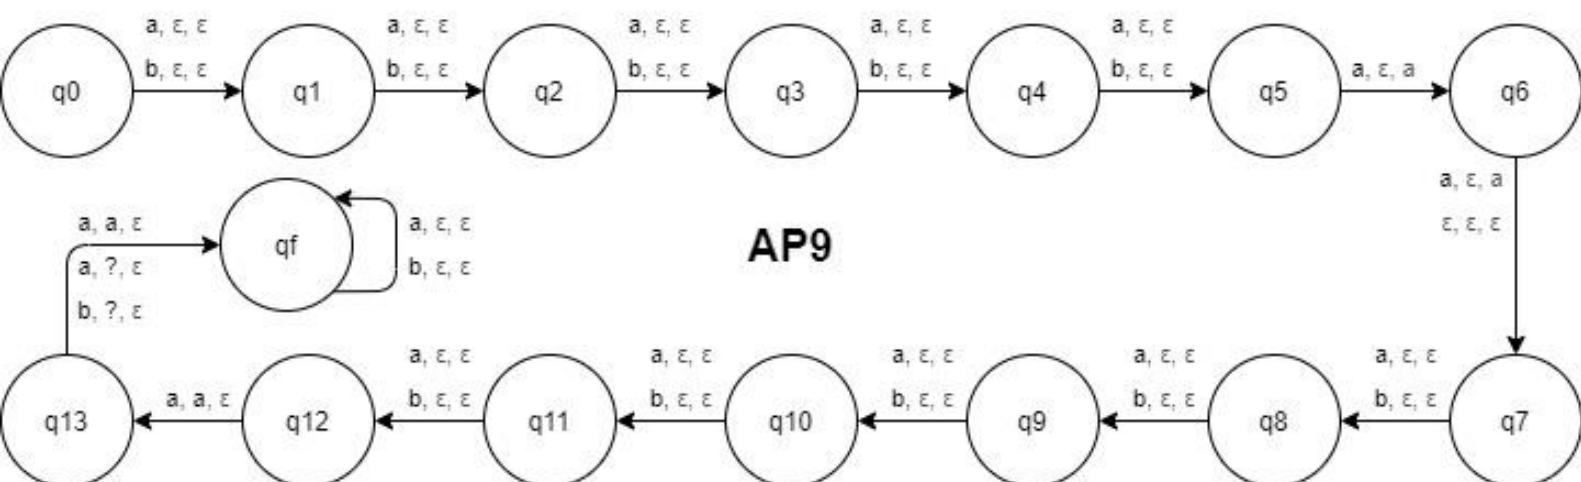 a, ε, ε
a, ε, ε
a, ε, ε
a, ε, ε
a, ε, ε
b, ε, ε
b, ε, ε
b, ε, ε
b, ε, ε
b, ε, ε
a, ε, a
q0
q1
q2
q3
q4
q5
q6
a, ε, a
ε, ε, ε
a, a, ε
a, ?, ε
b, ?, ε
qf
a, ε, ε
b, ε, ε
AP9
a, ε, ε
a, ε, ε
a, ε, ε
a, ε, ε
a, ε, ε
a, a, ε
b, ε, ε
b, ε, ε
b, ε, ε
b, ε, ε
b, ε, ε
q13
q12
q11
q10
q9
q8
q7